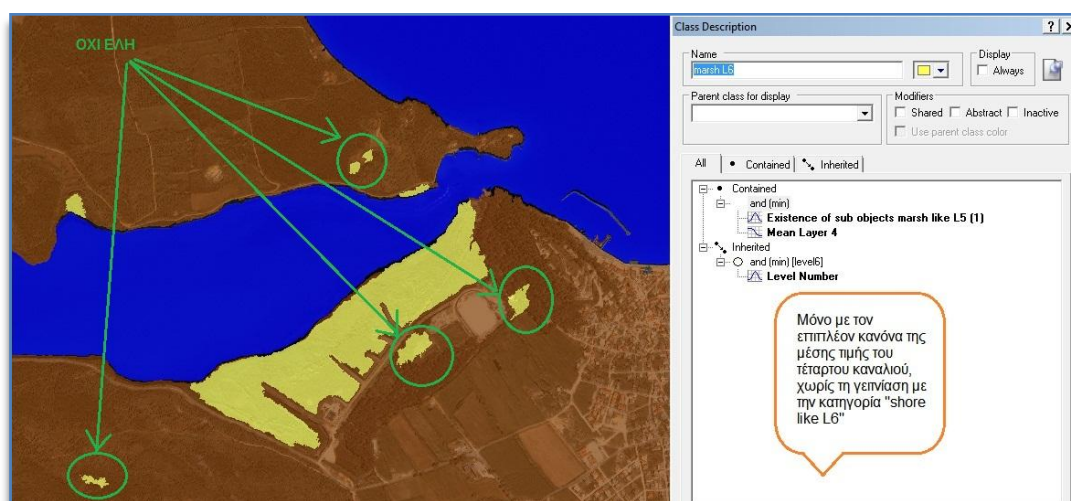 ΟΧΙ ΕΛΗ
Class Description
Name
marsh L6
Display
Always
Parent class for display
Modifiers
Shared Abstract Inactive
Use parent class color
All Contained Inherited
Contained
and (min)
Existence of sub objects marsh like L5 (1)
Mean Layer 4
Inherited
and (min) [level6]
Level Number
Μόνο με τον
επιπλέον κανόνα της
μέσης τιμής του
τέταρτου καναλιού,
χωρίς τη γειτνίαση με
την κατηγορία "shore
like L6"